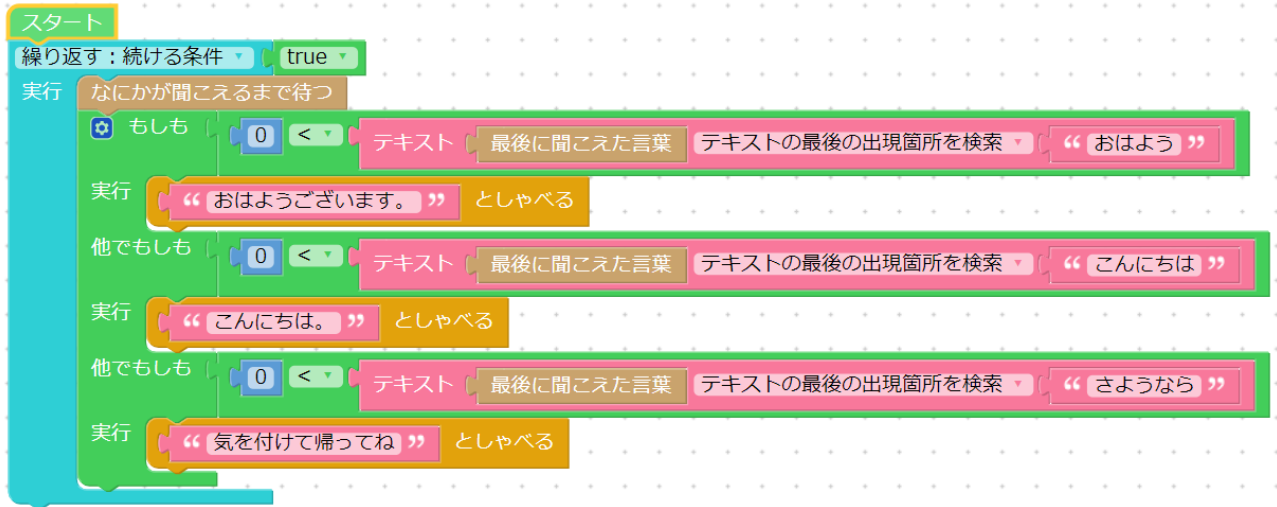 スタート
繰り返す：続ける条件 true
実行 なにかが聞こえるまで待つ
もしも 0 < テキスト 最後に聞こえた言葉 テキストの最後の出現箇所を検索 “ おはよう ”
実行 “ おはようございます。 ” としゃべる
他でもしも 0 < テキスト 最後に聞こえた言葉 テキストの最後の出現箇所を検索 “ こんにちは ”
実行 “ こんにちは。 ” としゃべる
他でもしも 0 < テキスト 最後に聞こえた言葉 テキストの最後の出現箇所を検索 “ さようなら ”
実行 “ 気を付けて帰ってね ” としゃべる